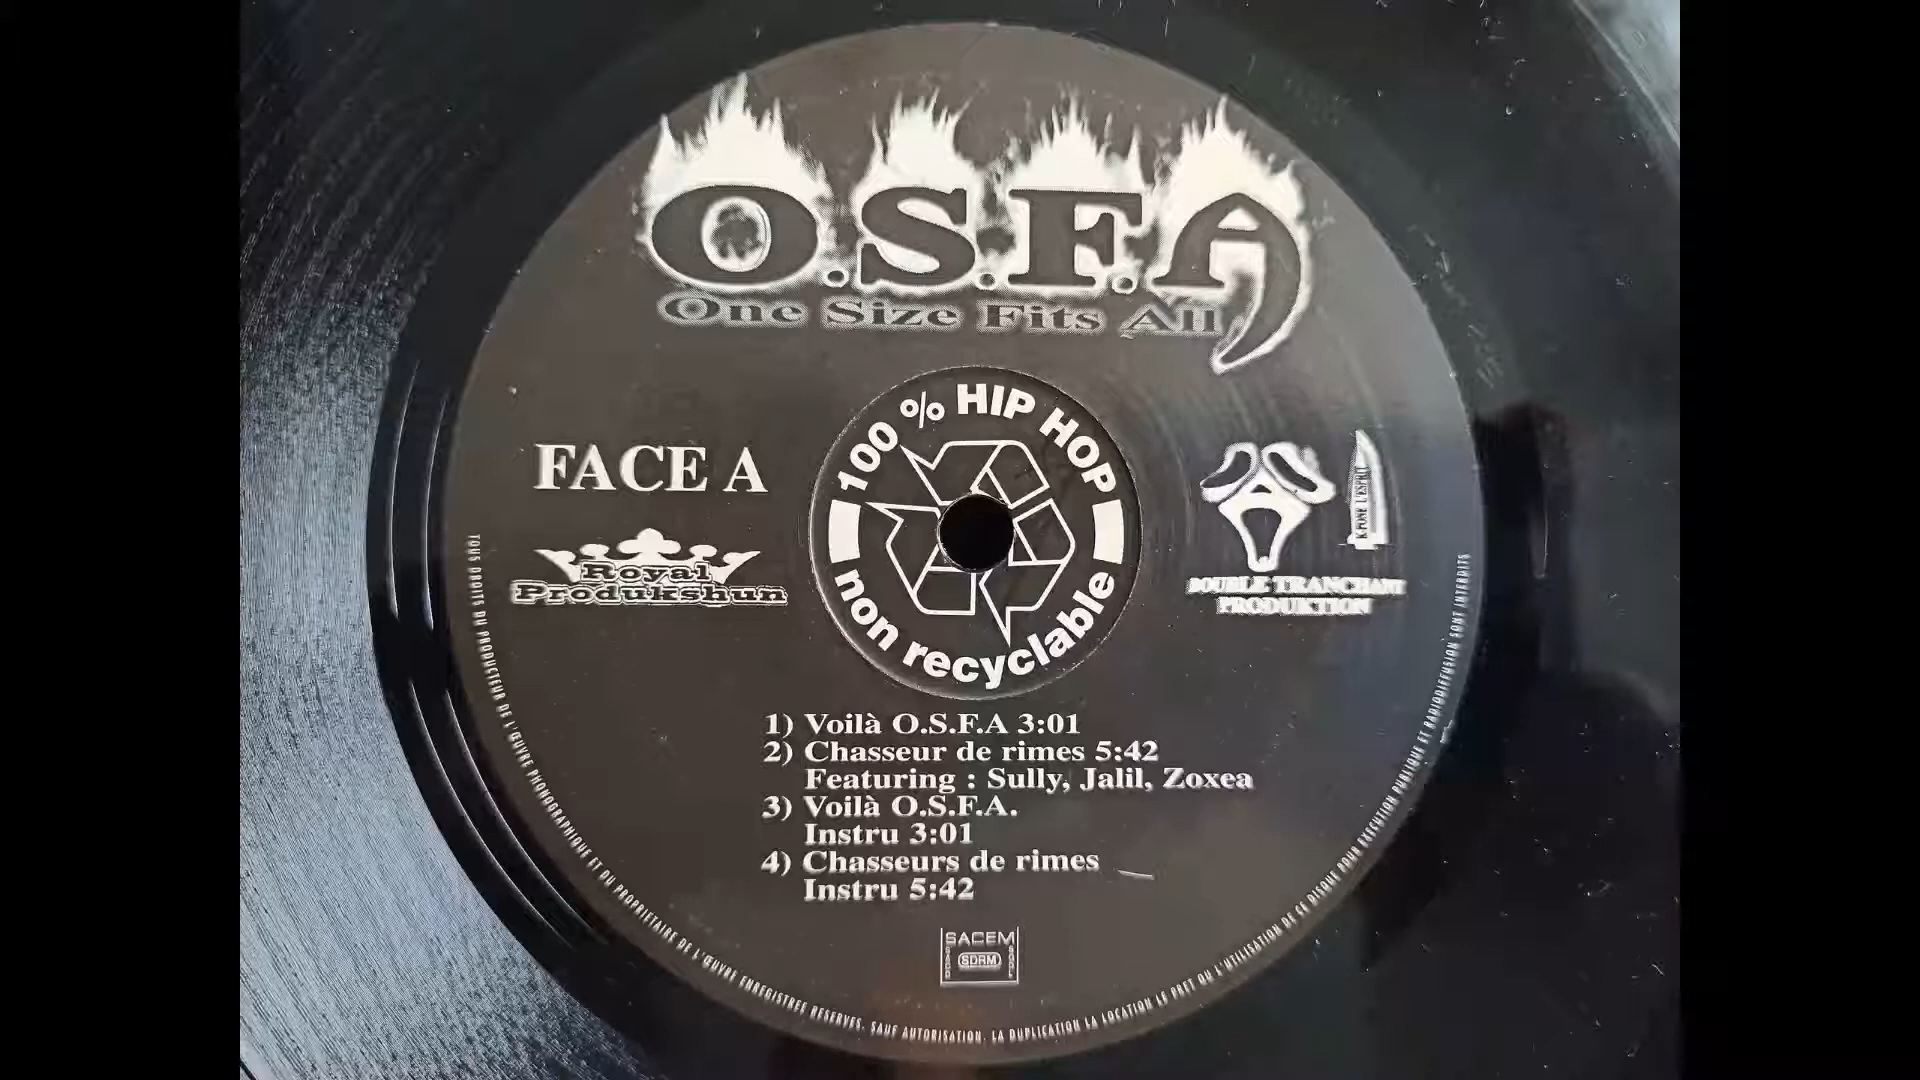 O.S.F.A
One Size Fits All
100 % HIP HOP
non recyclable
FACE A
Royal
Produkshun
K-PONE L'ESPRIT
DOUBLE TRANCHANT
PRODUKTION
1) Voilà O.S.F.A 3:01
2) Chasseur de rimes 5:42
Featuring : Sully, Jalil, Zoxea
3) Voilà O.S.F.A.
Instru 3:01
4) Chasseurs de rimes
Instru 5:42
SACEM
SACD
SDRM
SGDL
TOUS DROITS DU PRODUCTEUR DE L'ŒUVRE PHONOGRAPHIQUE ET DU PROPRIETAIRE DE L'ŒUVRE ENREGISTREE RESERVES. SAUF AUTORISATION, LA DUPLICATION LA LOCATION LE PRET OU L'UTILISATION DE CE DISQUE POUR EXECUTION PUBLIQUE ET RADIODIFFUSION SONT INTERDITS